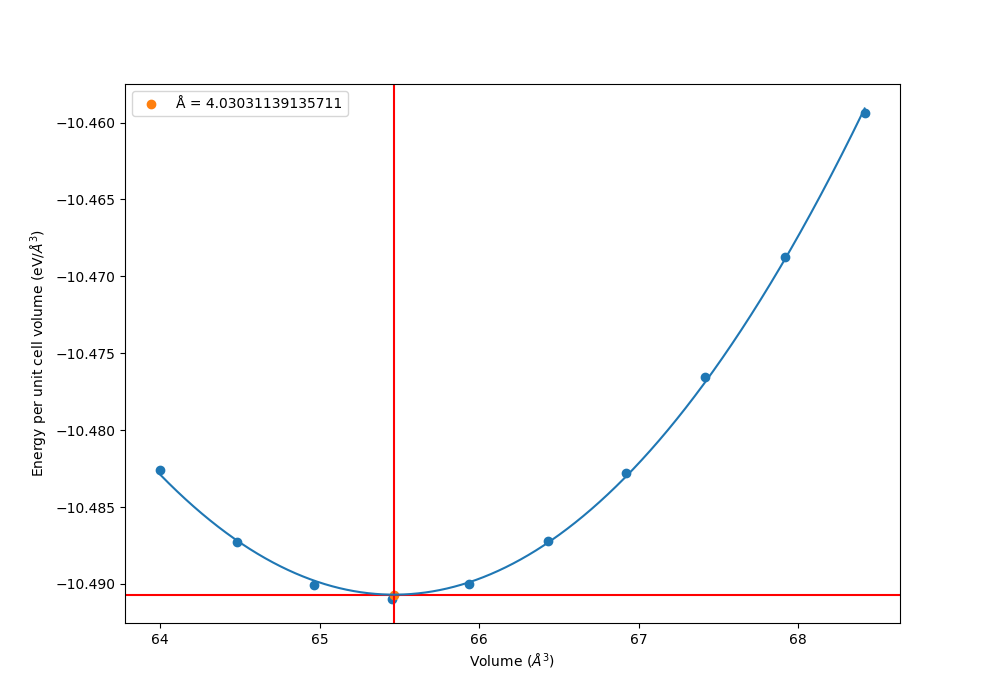 Å = 4.03031139135711
Energy per unit cell volume (eV/Å³)
−10.460
−10.465
−10.470
−10.475
−10.480
−10.485
−10.490
64 65 66 67 68
Volume (Å³)